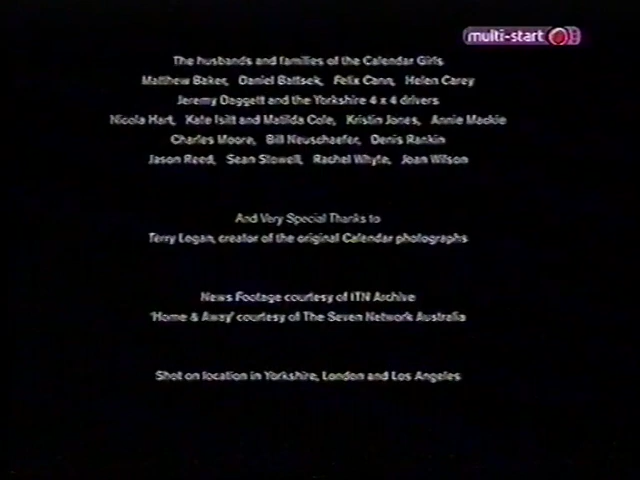 multi-start
The husbands and families of the Calendar Girls
Matthew Baker, Daniel Battsek, Felix Cann, Helen Carey
Jeremy Daggett and the Yorkshire 4 x 4 drivers
Nicola Hart, Kate Isitt and Matilda Cole, Kristin Jones, Annie Mackie
Charles Moore, Bill Neuschaefer, Denis Rankin
Jason Reed, Sean Stowell, Rachel Whyte, Joan Wilson
And Very Special Thanks to
Terry Logan, creator of the original Calendar photographs
News Footage courtesy of ITN Archive
'Home & Away' courtesy of The Seven Network Australia
Shot on location in Yorkshire, London and Los Angeles